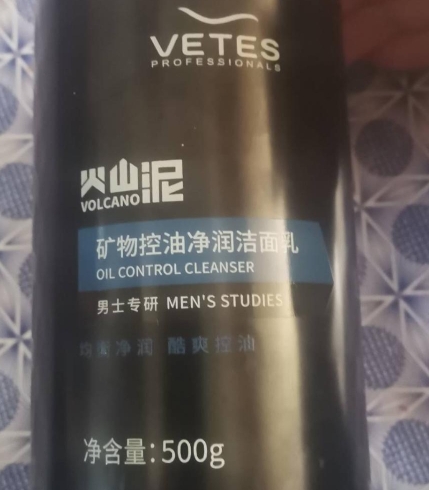 VETES
PROFESSIONALS
火山泥
VOLCANO
矿物控油净润洁面乳
OIL CONTROL CLEANSER
男士专研 MEN'S STUDIES
净润 酷爽控油
净含量:500g